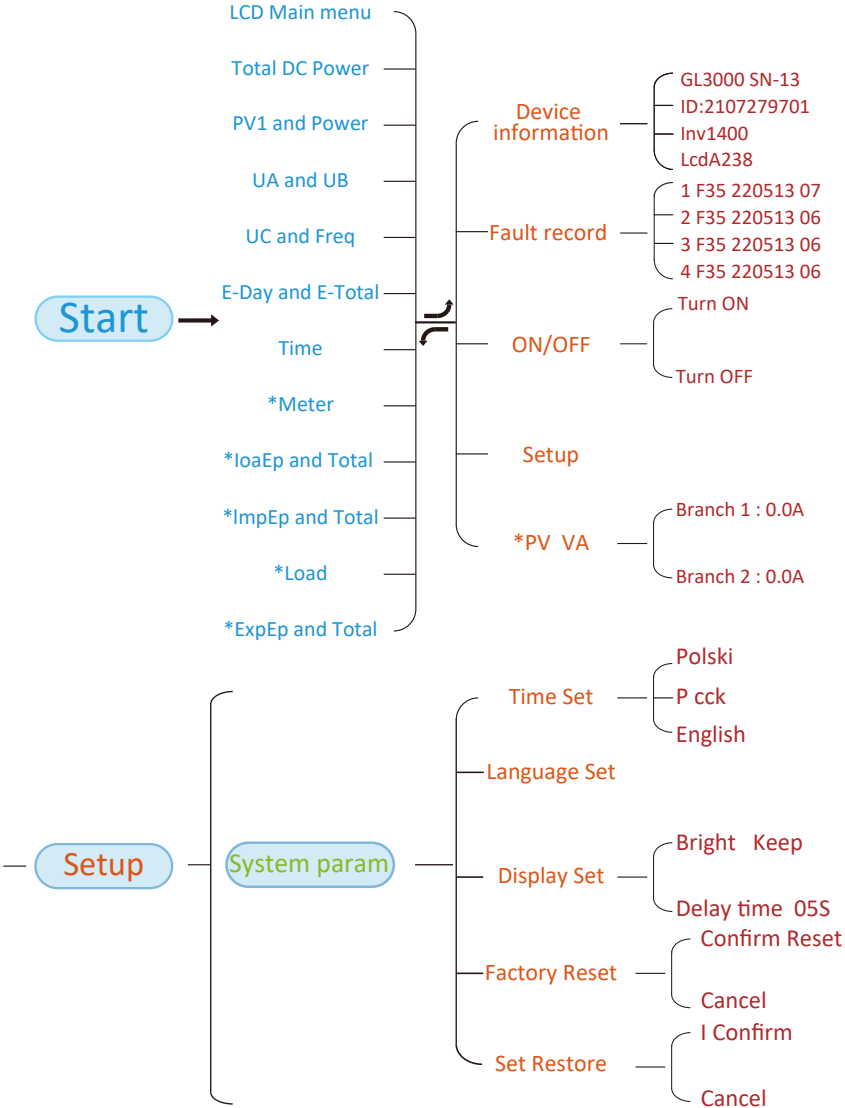 LCD Main menu
Total DC Power
PV1 and Power
UA and UB
UC and Freq
E-Day and E-Total
Time
*Meter
*IoaEp and Total
*ImpEp and Total
*Load
*ExpEp and Total
Start
Device
information
GL3000 SN-13
ID:2107279701
Inv1400
LcdA238
Fault record
1 F35 220513 07
2 F35 220513 06
3 F35 220513 06
4 F35 220513 06
ON/OFF
Turn ON
Turn OFF
Setup
*PV VA
Branch 1 : 0.0A
Branch 2 : 0.0A
Setup
System param
Time Set
Polski
P cck
English
Language Set
Display Set
Bright Keep
Delay time 05S
Factory Reset
Confirm Reset
Cancel
Set Restore
I Confirm
Cancel